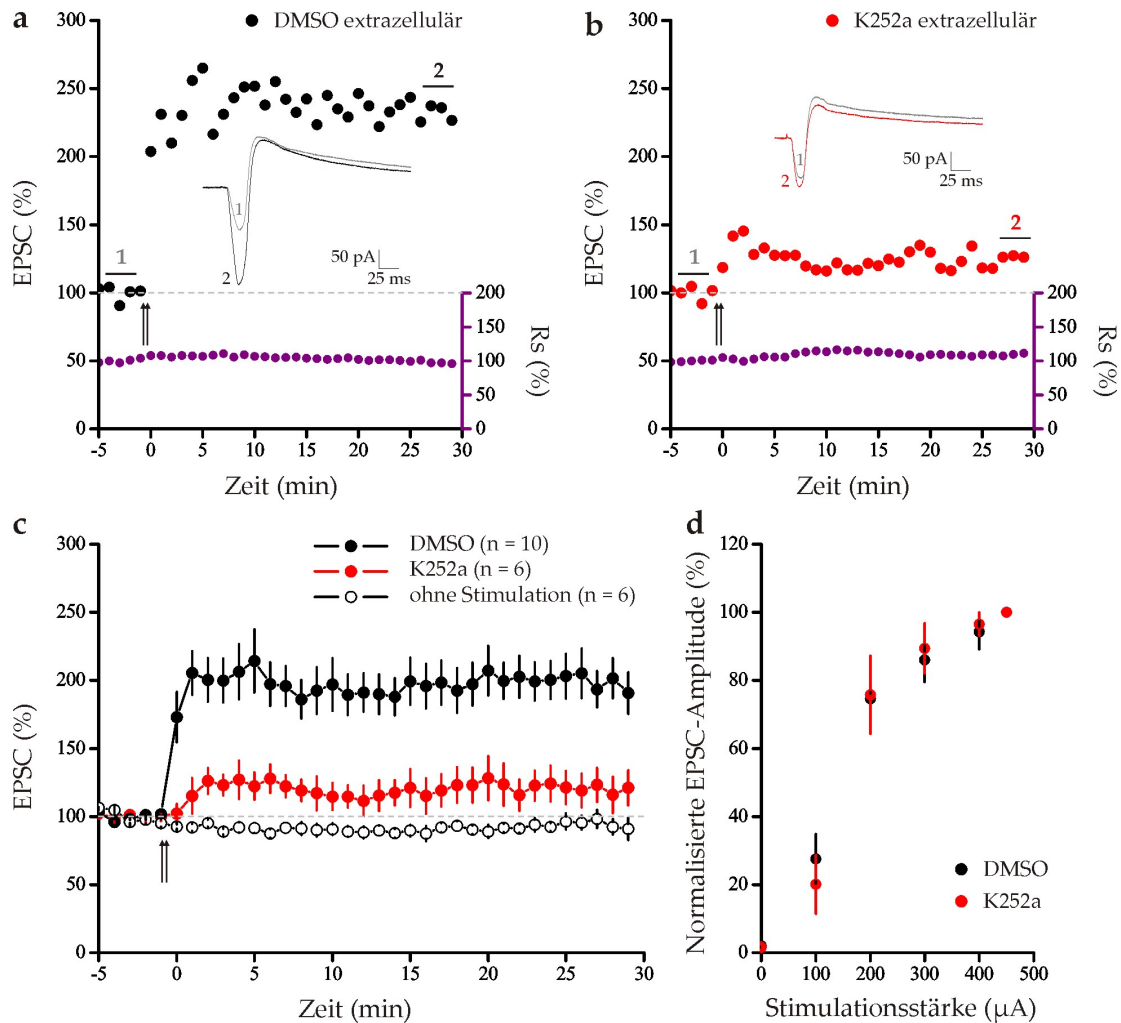 a
DMSO extrazellulär
300
250
200
150
100
50
0
EPSC (%)
2
1
1
2
50 pA
25 ms
200
150
100
50
0
Rs (%)
-5 0 5 10 15 20 25 30
Zeit (min)
b
K252a extrazellulär
300
250
200
150
100
50
0
EPSC (%)
1
2
50 pA
25 ms
1
2
200
150
100
50
0
Rs (%)
-5 0 5 10 15 20 25 30
Zeit (min)
c
DMSO (n = 10)
K252a (n = 6)
ohne Stimulation (n = 6)
300
250
200
150
100
50
0
EPSC (%)
-5 0 5 10 15 20 25 30
Zeit (min)
d
120
100
80
60
40
20
0
Normalisierte EPSC-Amplitude (%)
DMSO
K252a
0 100 200 300 400 500
Stimulationsstärke (µA)